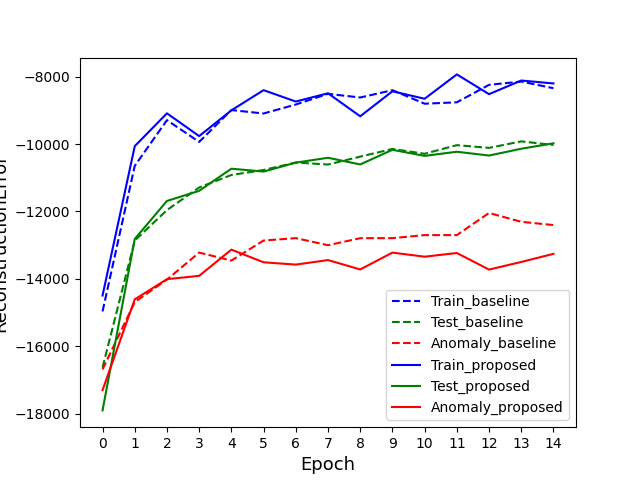 −8000
−10000
−12000
−14000
−16000
−18000
ReconstructionError
0 1 2 3 4 5 6 7 8 9 10 11 12 13 14
Epoch
Train_baseline
Test_baseline
Anomaly_baseline
Train_proposed
Test_proposed
Anomaly_proposed